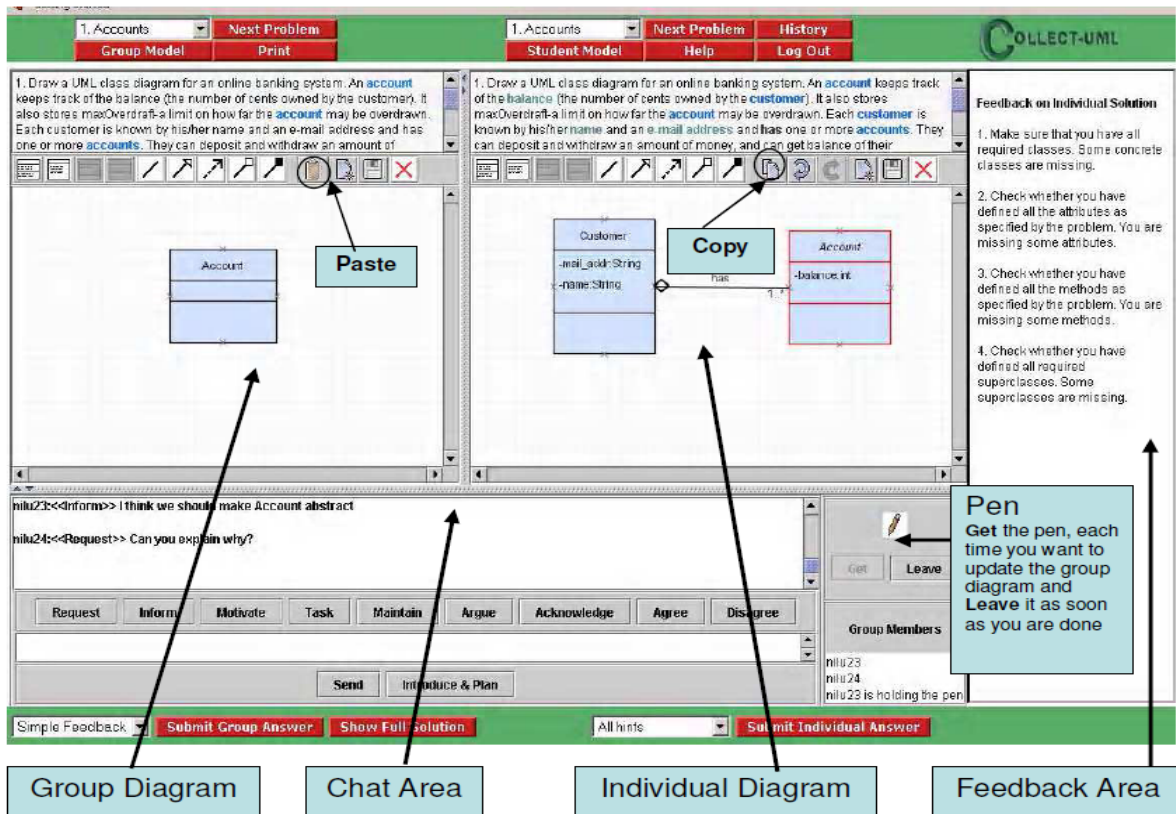 1. Accounts
Next Problem
Group Model
Print
1. Accounts
Next Problem
History
Student Model
Help
Log Out
COLLECT-UML
1. Draw a UML class diagram for an online banking system. An account
keeps track of the balance (the number of cents owned by the customer). It
also stores maxOverdraft-a limit on how far the account may be overdrawn.
Each customer is known by his/her name and an e-mail address and has
one or more accounts. They can deposit and withdraw an amount of
1. Draw a UML class diagram for an online banking system. An account keeps track
of the balance (the number of cents owned by the customer). It also stores
maxOverdraft-a limit on how far the account may be overdrawn. Each customer is
known by his/her name and an e-mail address and has one or more accounts. They
can deposit and withdraw an amount of money, and can get balance of their
Paste
Account
Copy
Customer
-mail_addr:String
-name:String
has
1..*
Account
-balance:int
Feedback on Individual Solution
1. Make sure that you have all
required classes. Some concrete
classes are missing.
2. Check whether you have
defined all the attributes as
specified by the problem. You are
missing some attributes.
3. Check whether you have
defined all the methods as
specified by the problem. You are
missing some methods.
4. Check whether you have
defined all required
superclasses. Some
superclasses are missing.
nilu23:<<Inform>> I think we should make Account abstract
nilu24:<<Request>> Can you explain why?
Request
Inform
Motivate
Task
Maintain
Argue
Acknowledge
Agree
Disagree
Send
Introduce & Plan
Get
Leave
Group Members
nilu23
nilu24
nilu23 is holding the pen
Pen
Get the pen, each
time you want to
update the group
diagram and
Leave it as soon
as you are done
Simple Feedback
Submit Group Answer
Show Full Solution
All hints
Submit Individual Answer
Group Diagram
Chat Area
Individual Diagram
Feedback Area